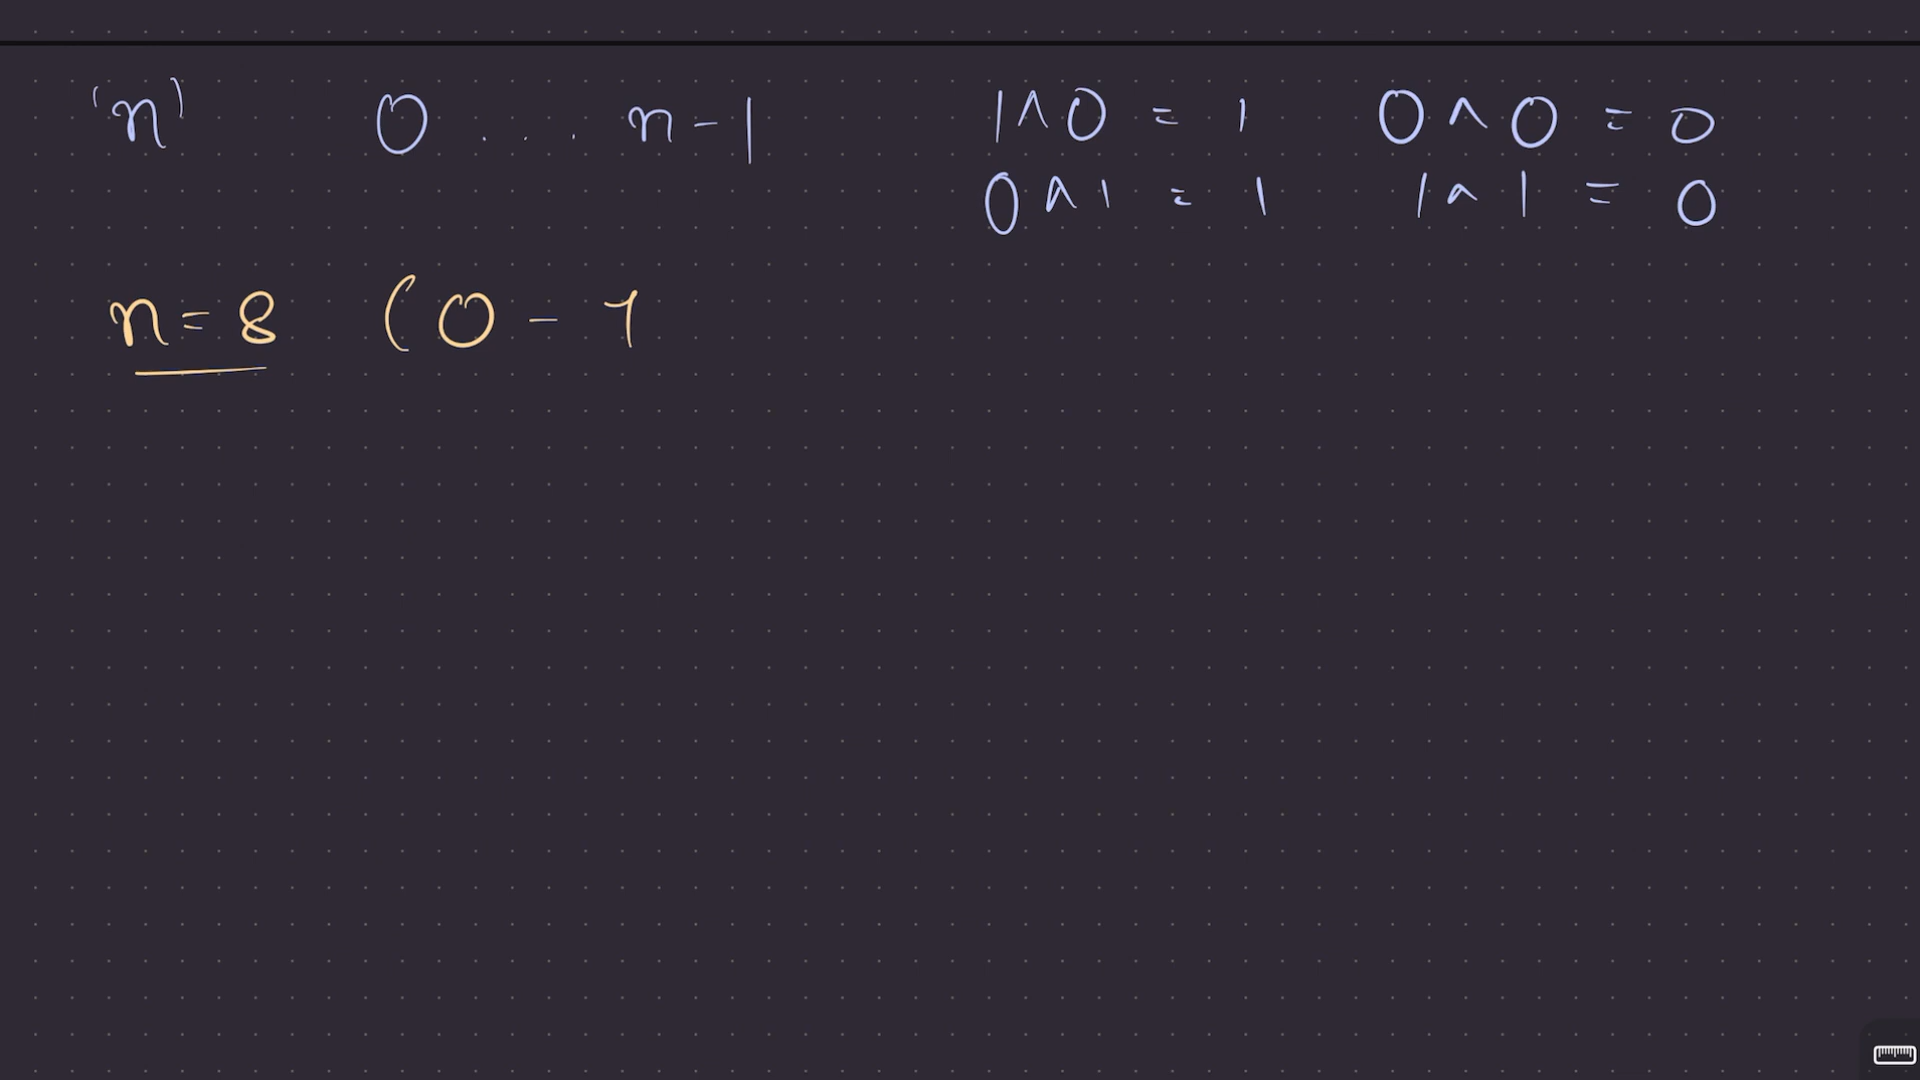 'n' 0 .... n-1 1^0 = 1 0^0 = 0
0^1 = 1 1^1 = 0
n=8 (0-7